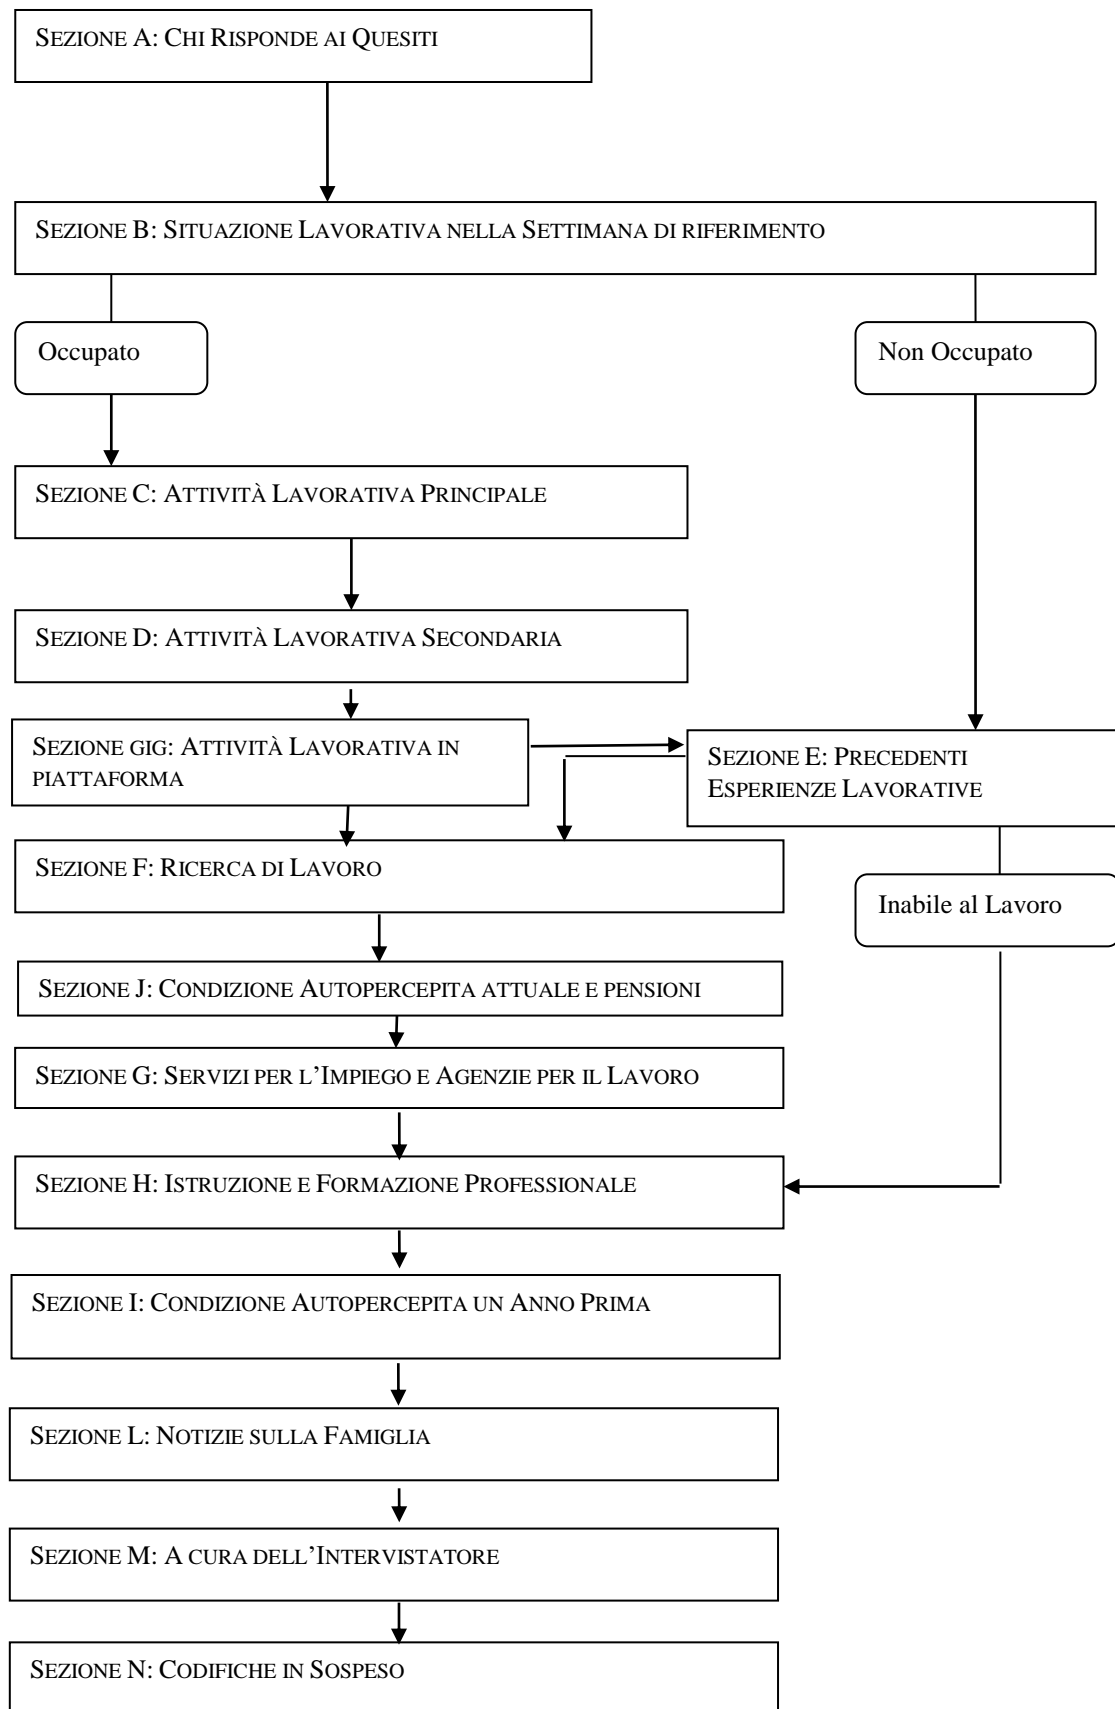 SEZIONE A: CHI RISPONDE AI QUESITI
SEZIONE B: SITUAZIONE LAVORATIVA NELLA SETTIMANA DI RIFERIMENTO
Occupato
Non Occupato
SEZIONE C: ATTIVITÀ LAVORATIVA PRINCIPALE
SEZIONE D: ATTIVITÀ LAVORATIVA SECONDARIA
SEZIONE GIG: ATTIVITÀ LAVORATIVA IN
PIATTAFORMA
SEZIONE E: PRECEDENTI
ESPERIENZE LAVORATIVE
SEZIONE F: RICERCA DI LAVORO
Inabile al Lavoro
SEZIONE J: CONDIZIONE AUTOPERCEPITA ATTUALE E PENSIONI
SEZIONE G: SERVIZI PER L’IMPIEGO E AGENZIE PER IL LAVORO
SEZIONE H: ISTRUZIONE E FORMAZIONE PROFESSIONALE
SEZIONE I: CONDIZIONE AUTOPERCEPITA UN ANNO PRIMA
SEZIONE L: NOTIZIE SULLA FAMIGLIA
SEZIONE M: A CURA DELL’INTERVISTATORE
SEZIONE N: CODIFICHE IN SOSPESO